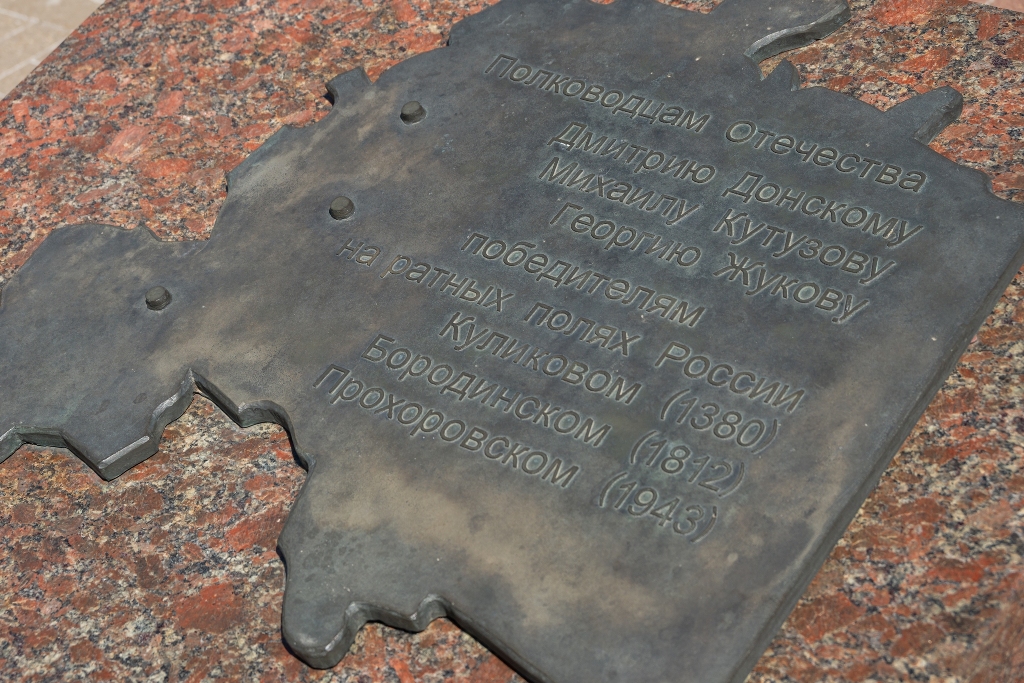 Полководцам Отечества
Дмитрию Донскому
Михаилу Кутузову
Георгию Жукову
победителям
на ратных полях России
Куликовом (1380)
Бородинском (1812)
Прохоровском (1943)